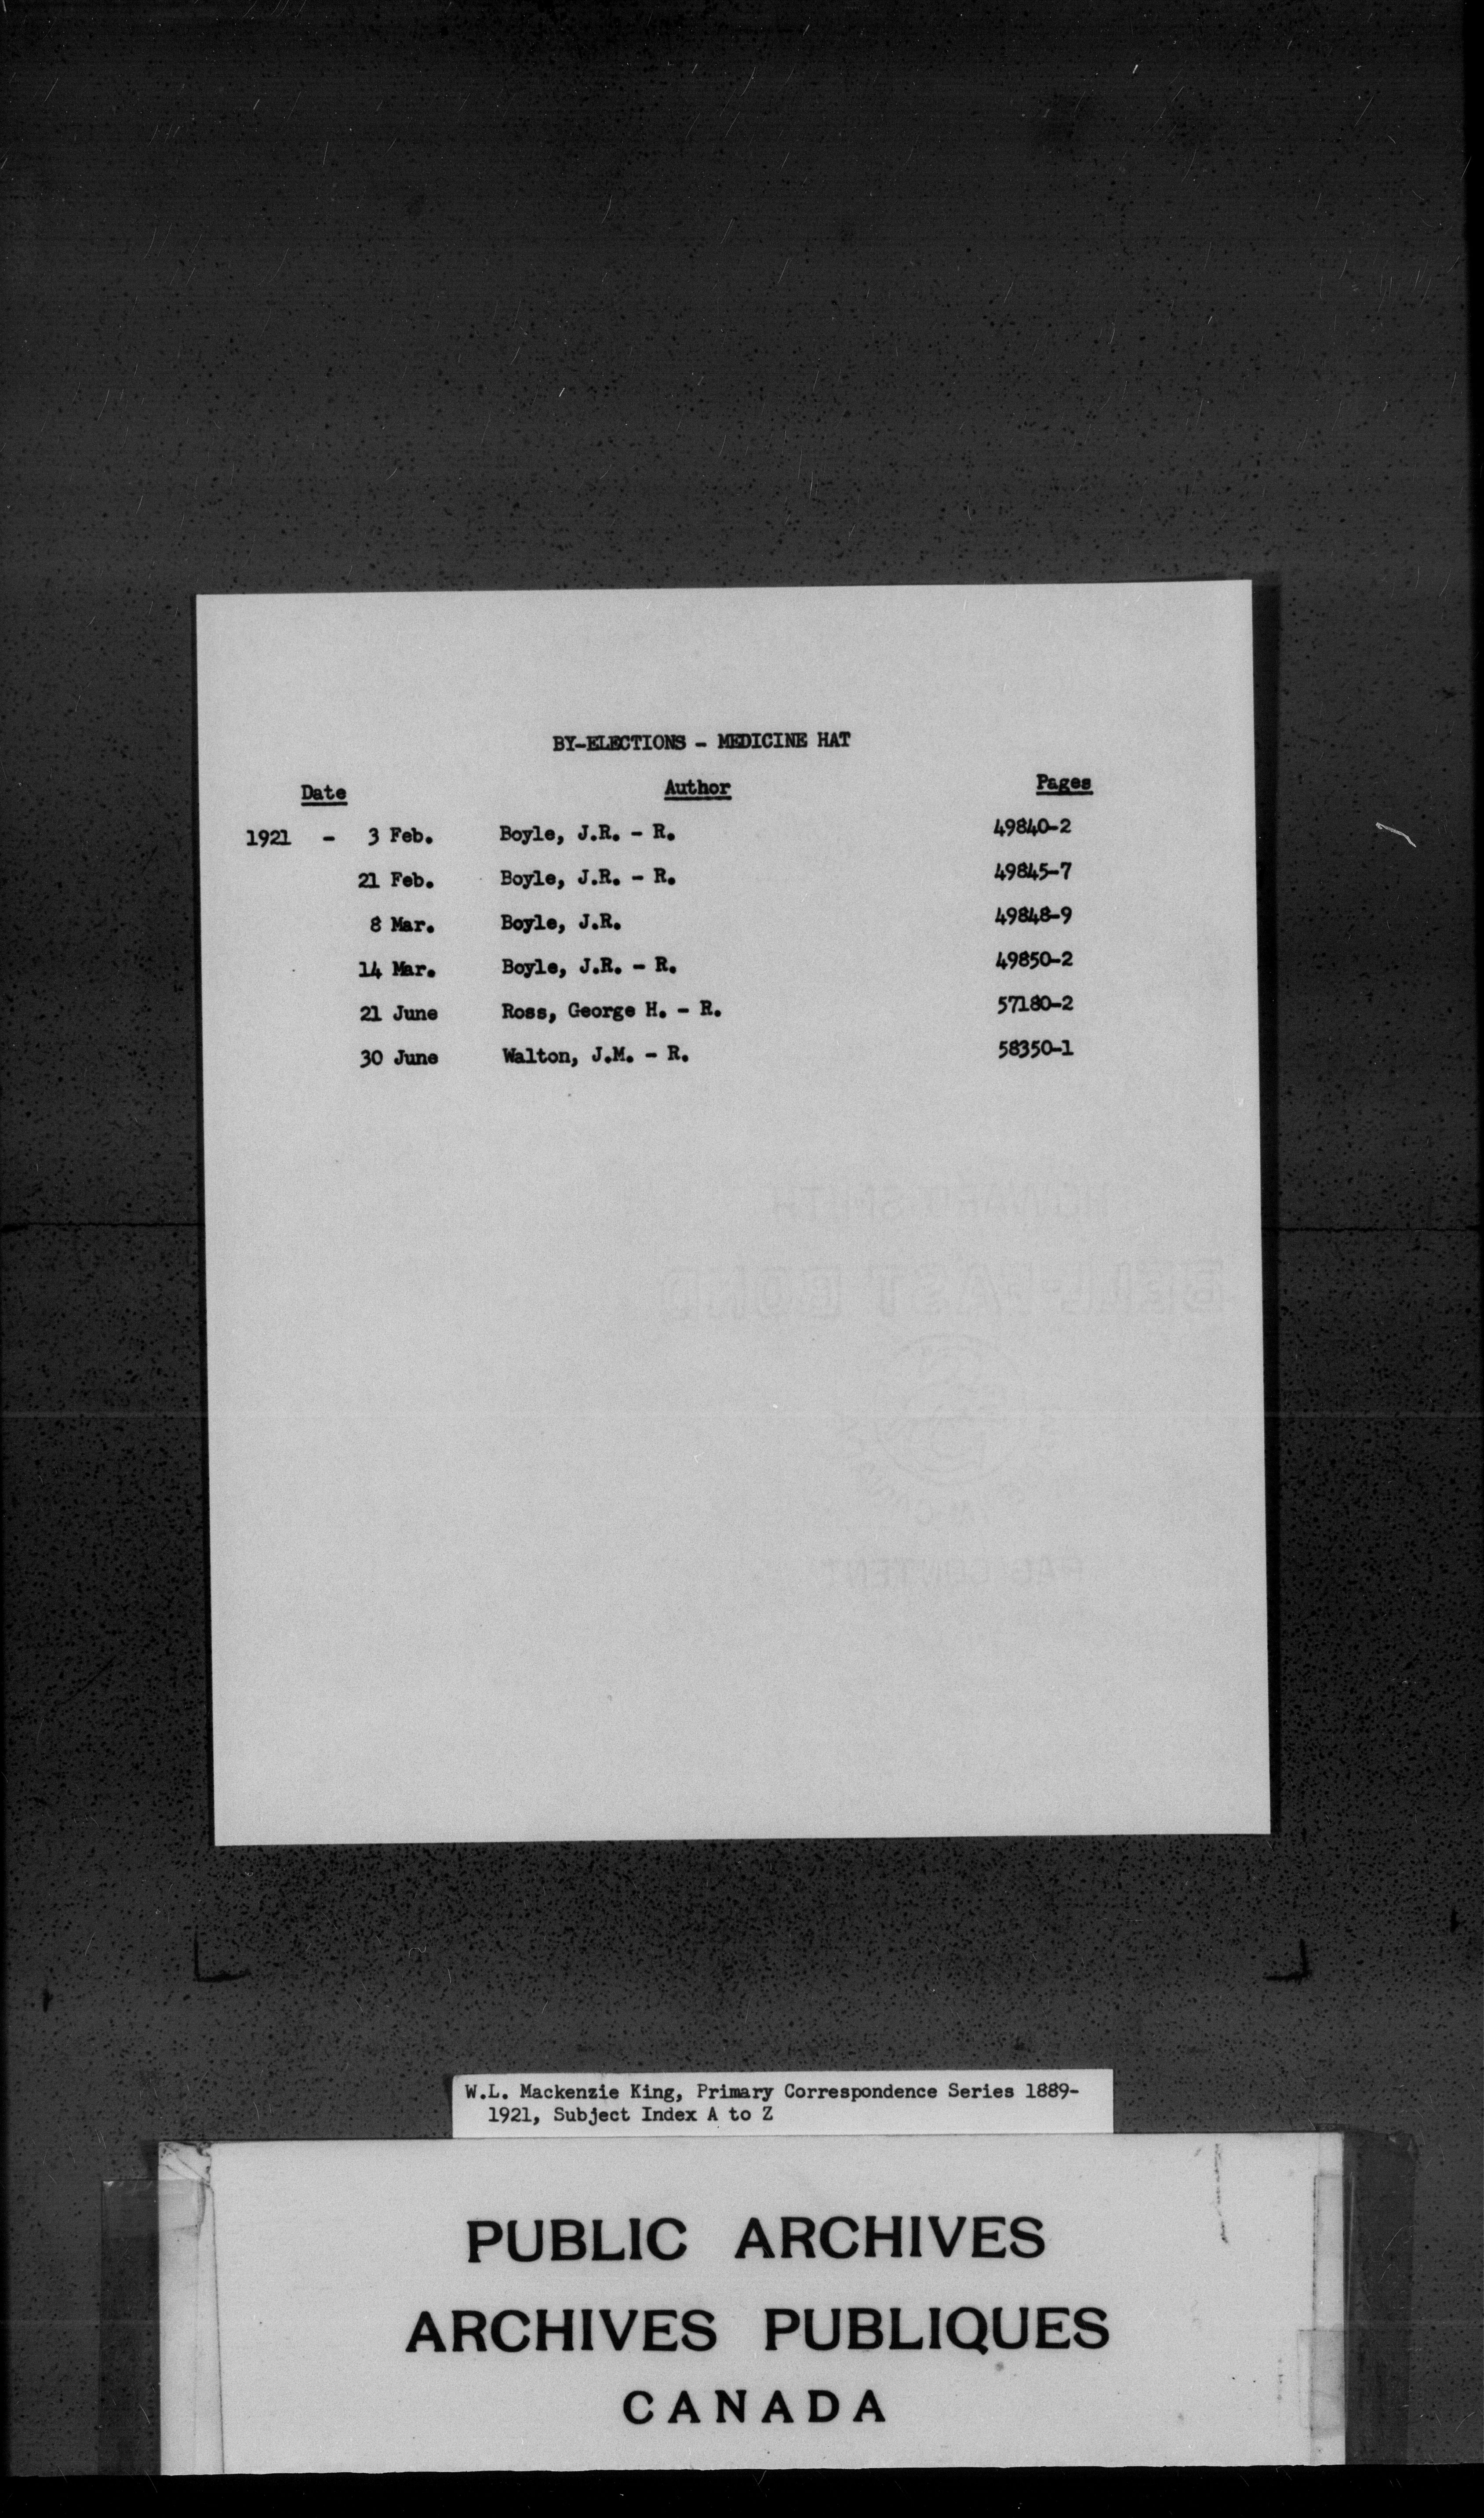 BY-ELECTIONS - MEDICINE HAT
Date Author Pages
1921 - 3 Feb. Boyle, J.R. - R. 49840-2
21 Feb. Boyle, J.R. - R. 49845-7
8 Mar. Boyle, J.R. 49848-9
14 Mar. Boyle, J.R. - R. 49850-2
21 June Ross, George H. - R. 57180-2
30 June Walton, J.M. - R. 58350-1
RAG CONTENT
W.L. Mackenzie King, Primary Correspondence Series 1889-
1921, Subject Index A to Z
PUBLIC ARCHIVES
ARCHIVES PUBLIQUES
CANADA